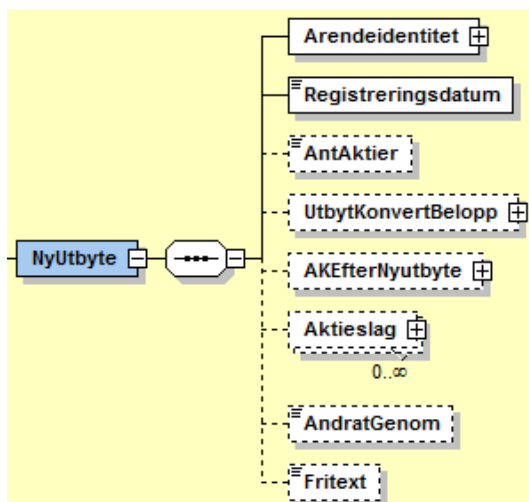 Arendeidentitet
Registreringsdatum
AntAktier
UtbytKonvertBelopp
NyUtbyte
AKEfterNyutbyte
Aktieslag
0..∞
AndratGenom
Fritext